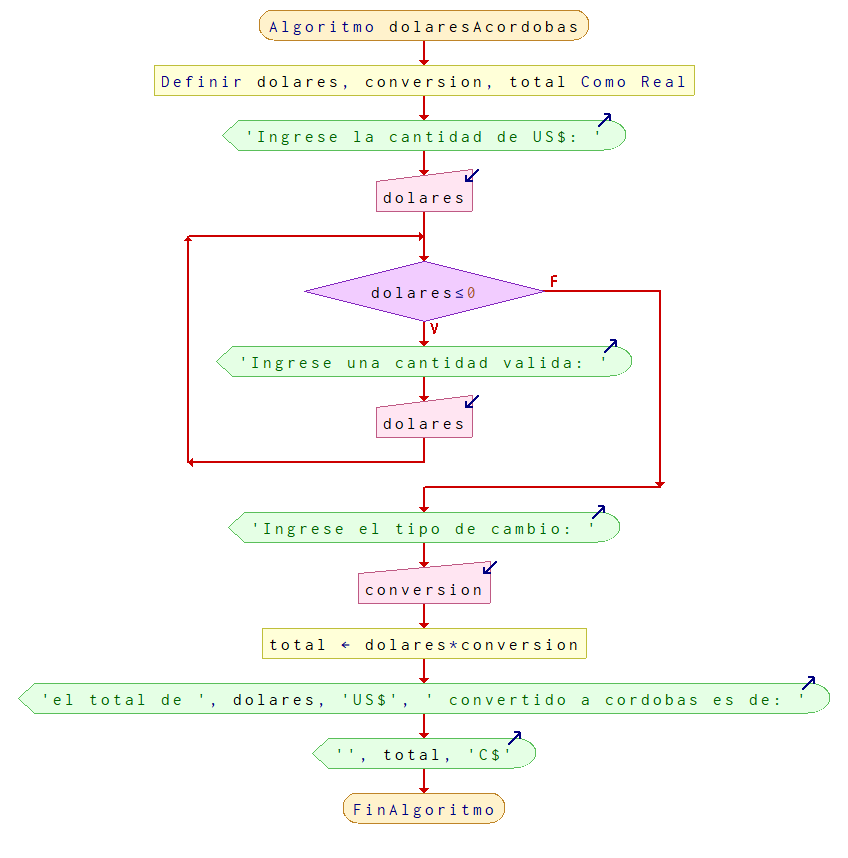 Algoritmo dolaresAcordobas
Definir dolares, conversion, total Como Real
'Ingrese la cantidad de US$: '
dolares
dolares≤0
F
V
'Ingrese una cantidad valida: '
dolares
'Ingrese el tipo de cambio: '
conversion
total ← dolares*conversion
'el total de ', dolares, 'US$', ' convertido a cordobas es de: '
'', total, 'C$'
FinAlgoritmo